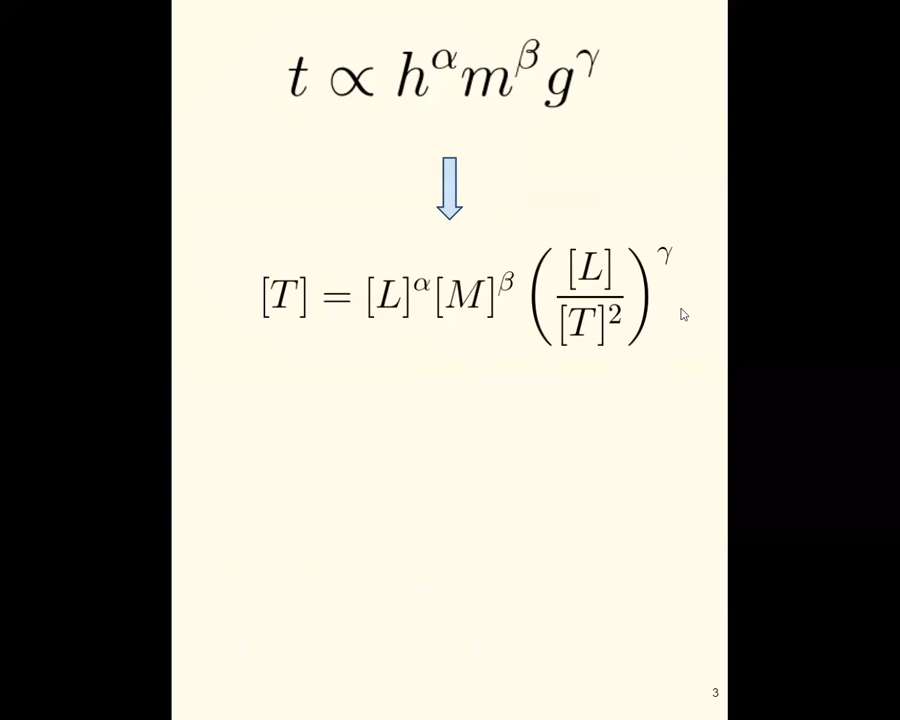 t ∝ h^α m^β g^γ
[T] = [L]^α [M]^β ([L]/[T]^2)^γ
3